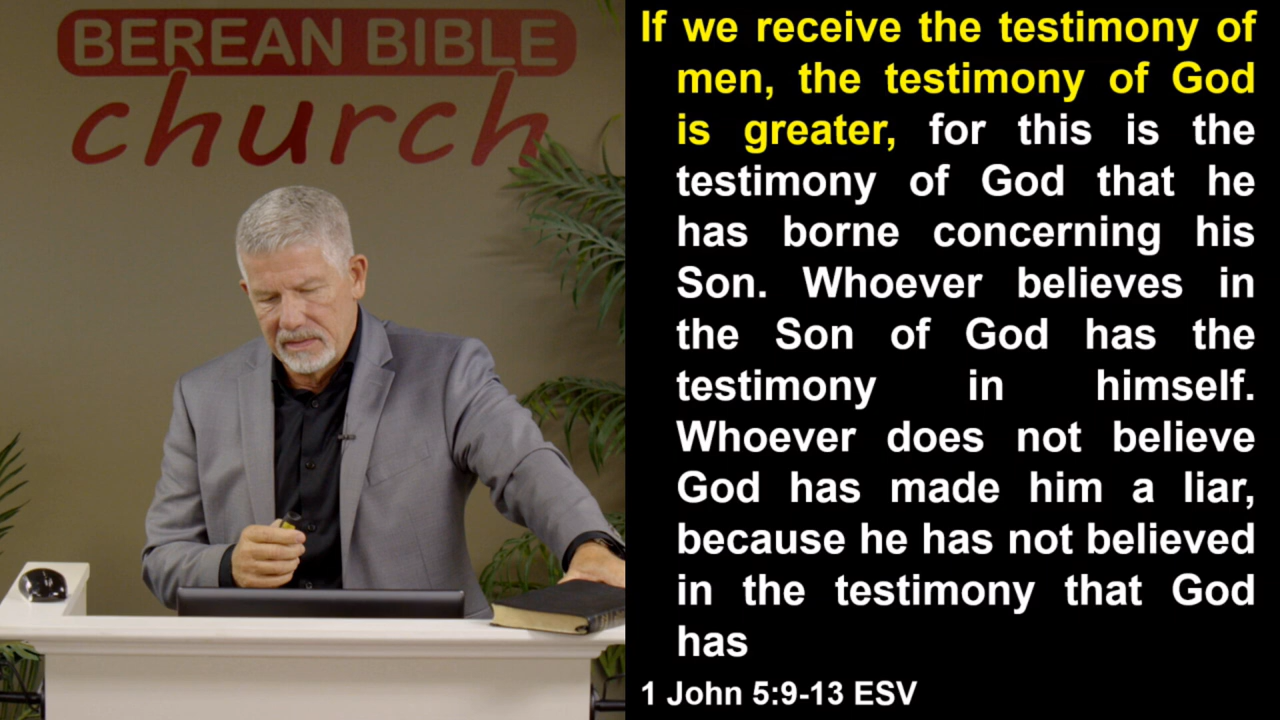 BEREAN BIBLE
church
If we receive the testimony of
men, the testimony of God
is greater, for this is the
testimony of God that he
has borne concerning his
Son. Whoever believes in
the Son of God has the
testimony in himself.
Whoever does not believe
God has made him a liar,
because he has not believed
in the testimony that God
has
1 John 5:9-13 ESV